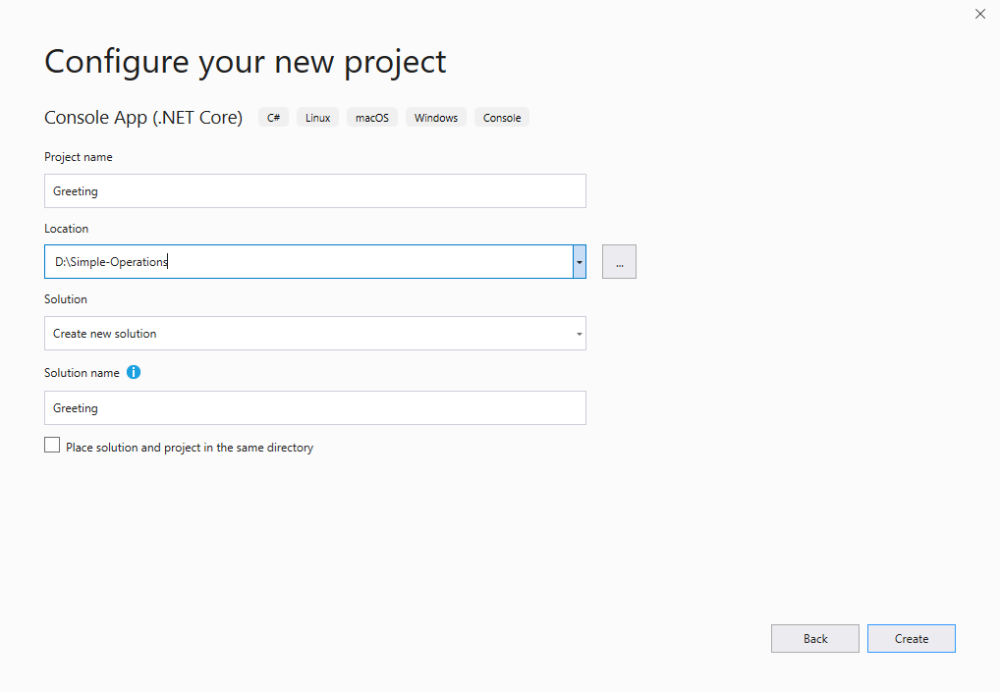 Configure your new project
Console App (.NET Core) C# Linux macOS Windows Console
Project name
Greeting
Location
D:\Simple-Operations
...
Solution
Create new solution
Solution name
Greeting
Place solution and project in the same directory
Back Create